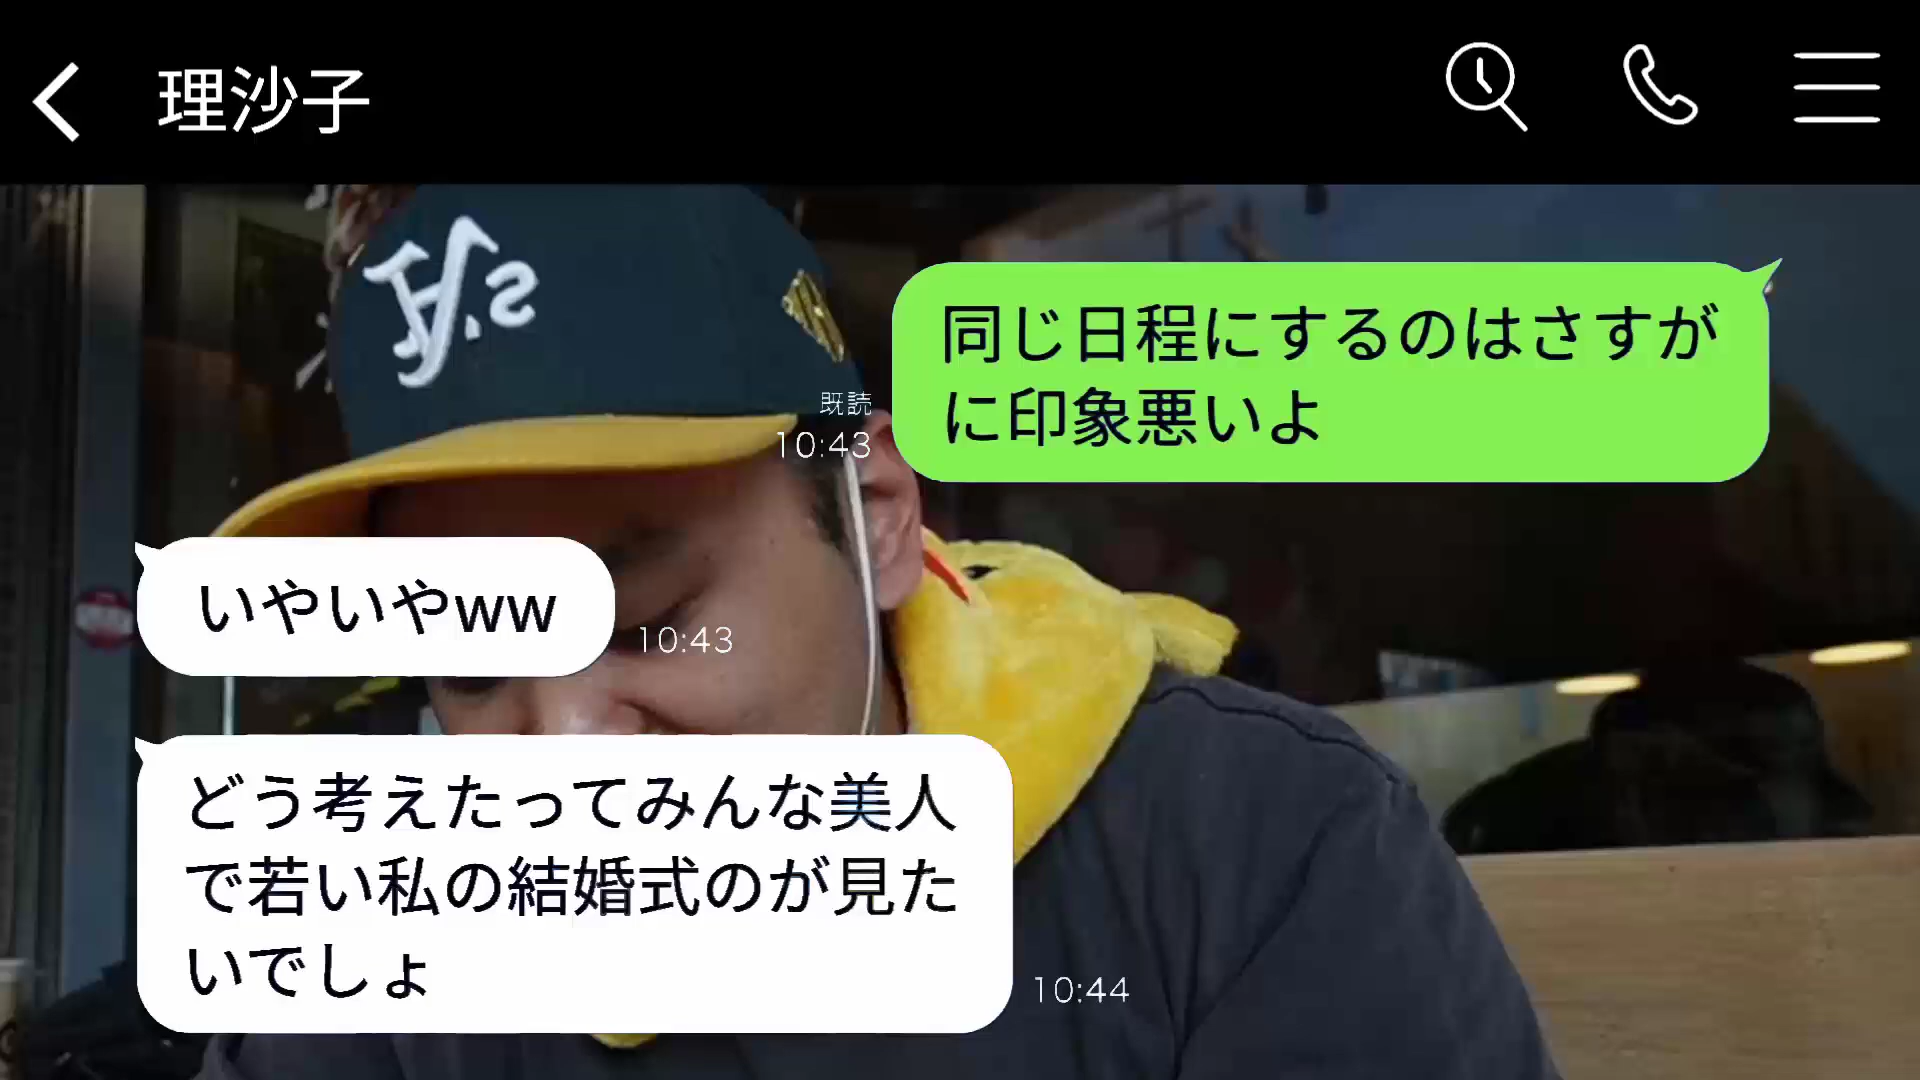 理沙子
同じ日程にするのはさすが
に印象悪いよ
既読
10:43
いやいやww
10:43
どう考えたってみんな美人
で若い私の結婚式のが見た
いでしょ
10:44